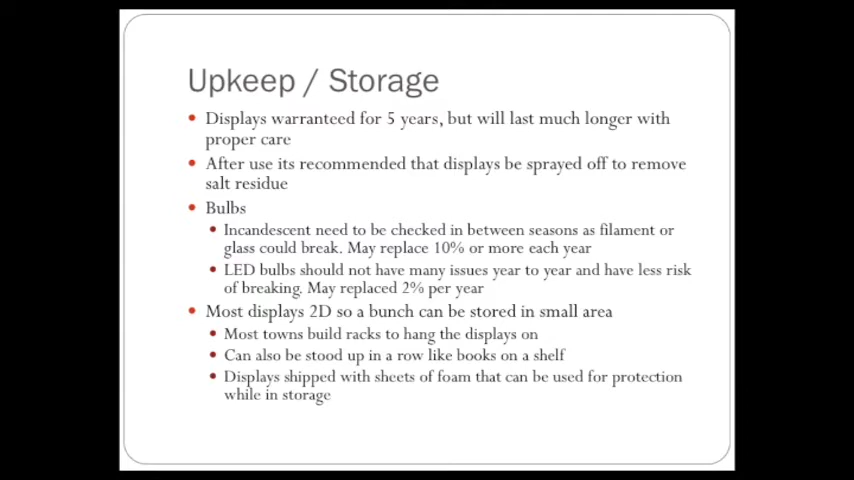 Upkeep / Storage
• Displays warranteed for 5 years, but will last much longer with
proper care
• After use its recommended that displays be sprayed off to remove
salt residue
• Bulbs
• Incandescent need to be checked in between seasons as filament or
glass could break. May replace 10% or more each year
• LED bulbs should not have many issues year to year and have less risk
of breaking. May replaced 2% per year
• Most displays 2D so a bunch can be stored in small area
• Most towns build racks to hang the displays on
• Can also be stood up in a row like books on a shelf
• Displays shipped with sheets of foam that can be used for protection
while in storage